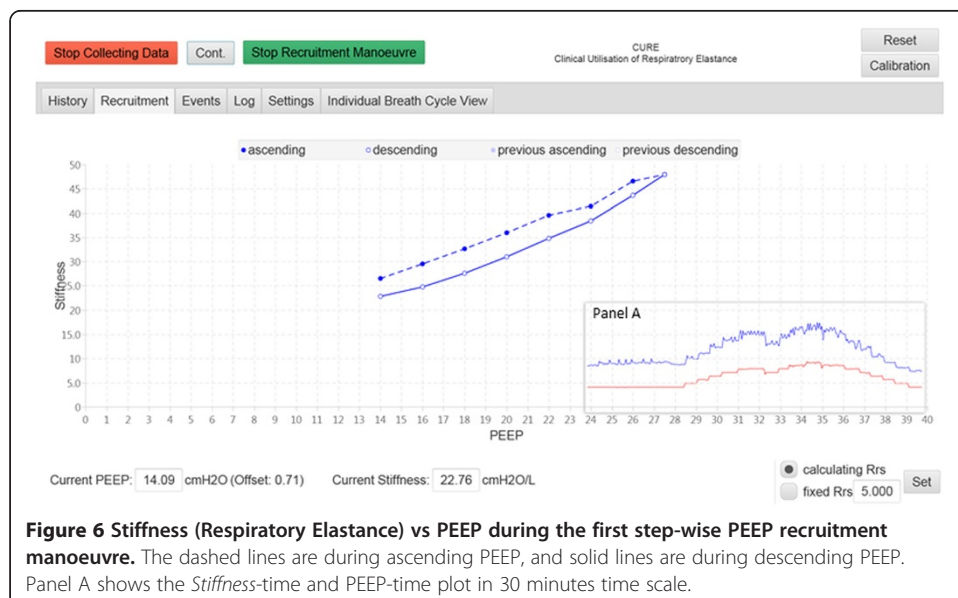 Stop Collecting Data Cont. Stop Recruitment Manoeuvre
CURE
Clinical Utilisation of Respiratrory Elastance
Reset
Calibration
History Recruitment Events Log Settings Individual Breath Cycle View
ascending descending previous ascending previous descending
50
45
40
35
30
25
20
15.0
10
5.0
0
Stiffness
Panel A
0 1 2 3 4 5 6 7 8 9 10 11 12 13 14 15 16 17 18 19 20 21 22 23 24 25 26 27 28 29 30 31 32 33 34 35 36 37 38 39 40
PEEP
Current PEEP: 14.09 cmH2O (Offset: 0.71) Current Stiffness: 22.76 cmH2O/L
calculating Rrs
fixed Rrs 5.000
Set
Figure 6 Stiffness (Respiratory Elastance) vs PEEP during the first step-wise PEEP recruitment
manoeuvre. The dashed lines are during ascending PEEP, and solid lines are during descending PEEP.
Panel A shows the Stiffness-time and PEEP-time plot in 30 minutes time scale.